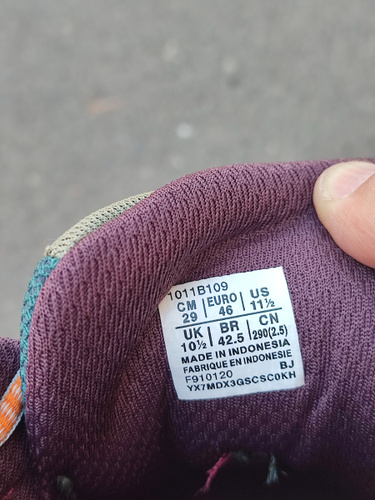 1011B109
CM EURO US
29 46 11½
UK BR CN
10½ 42.5 290(2.5)
MADE IN INDONESIA
FABRIQUE EN INDONESIE
F910120 BJ
YX7MDX3GSCSC0KH